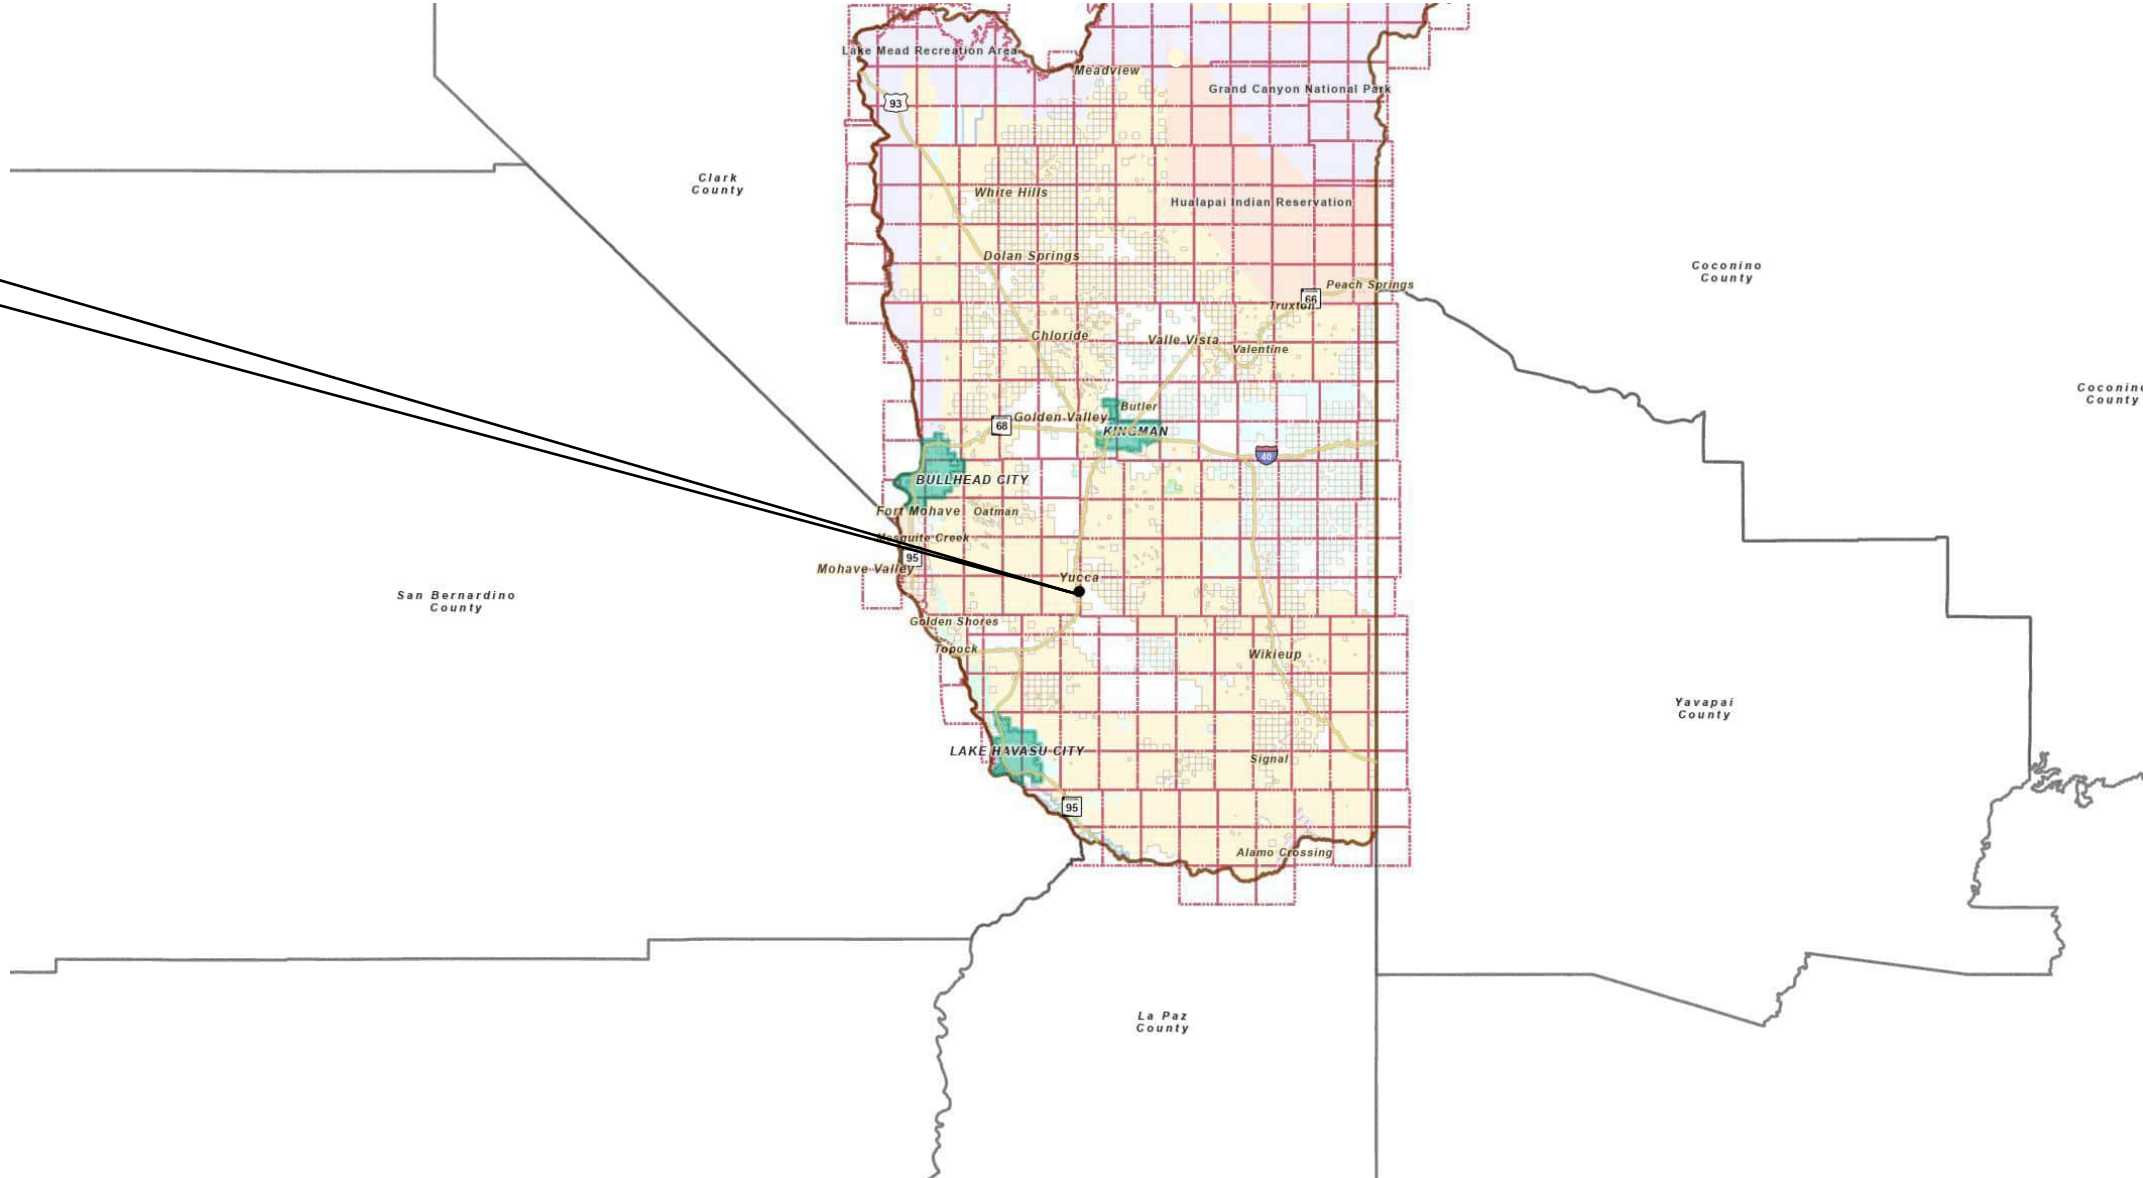 Lake Mead Recreation Area
Meadview
Grand Canyon National Park
93
Clark
County
White Hills
Hualapai Indian Reservation
Dolan Springs
Coconino
County
Peach Springs
66
Truxton
Chloride
Valle Vista
Valentine
Coconino
County
Butler
Golden Valley
68
KINGMAN
40
BULLHEAD CITY
Fort Mohave
Oatman
Mesquite Creek
95
Mohave Valley
Yucca
San Bernardino
County
Golden Shores
Topock
Wikieup
Yavapai
County
LAKE HAVASU CITY
Signal
95
Alamo Crossing
La Paz
County